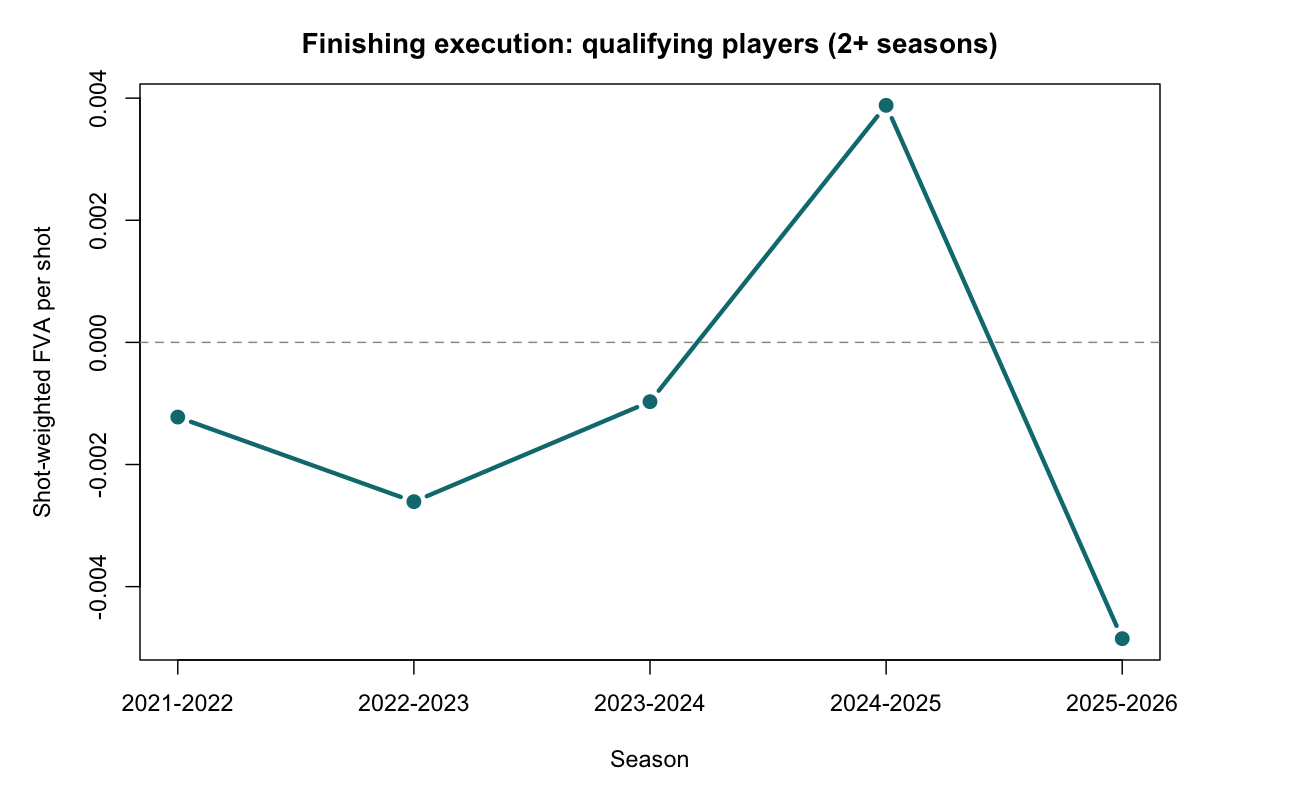 Finishing execution: qualifying players (2+ seasons)
Shot-weighted FVA per shot
0.004
0.002
0.000
-0.002
-0.004
2021-2022 2022-2023 2023-2024 2024-2025 2025-2026
Season